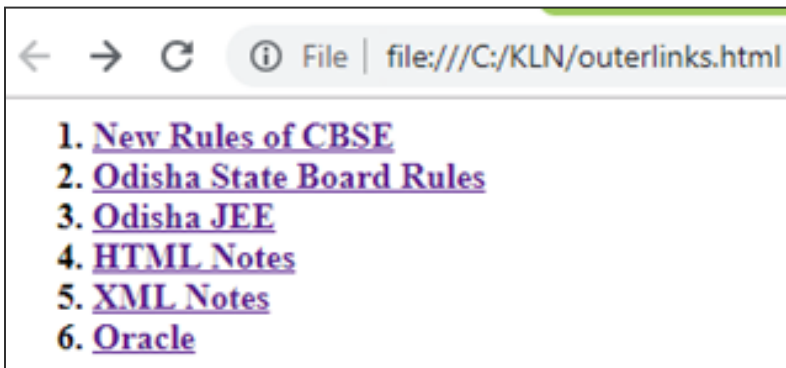 File | file:///C:/KLN/outerlinks.html
1. New Rules of CBSE
2. Odisha State Board Rules
3. Odisha JEE
4. HTML Notes
5. XML Notes
6. Oracle